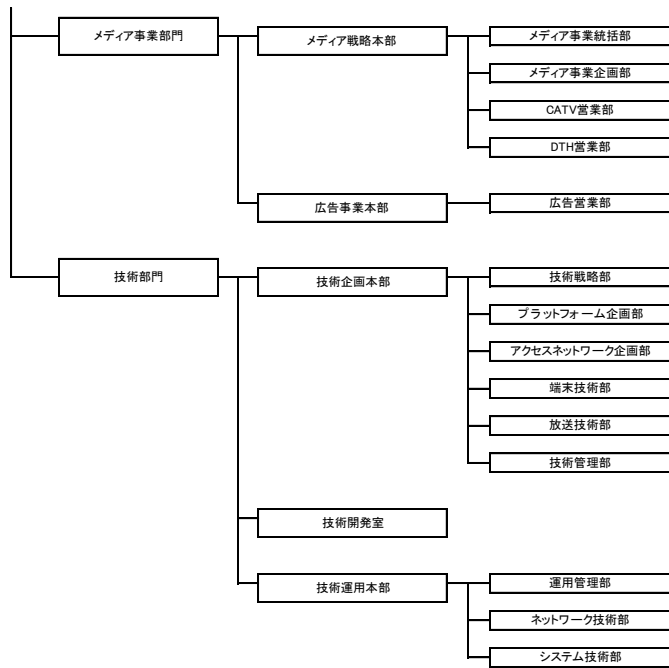 メディア事業部門
メディア戦略本部
メディア事業統括部
メディア事業企画部
CATV営業部
DTH営業部
広告事業本部
広告営業部
技術部門
技術企画本部
技術戦略部
プラットフォーム企画部
アクセスネットワーク企画部
端末技術部
放送技術部
技術管理部
技術開発室
技術運用本部
運用管理部
ネットワーク技術部
システム技術部